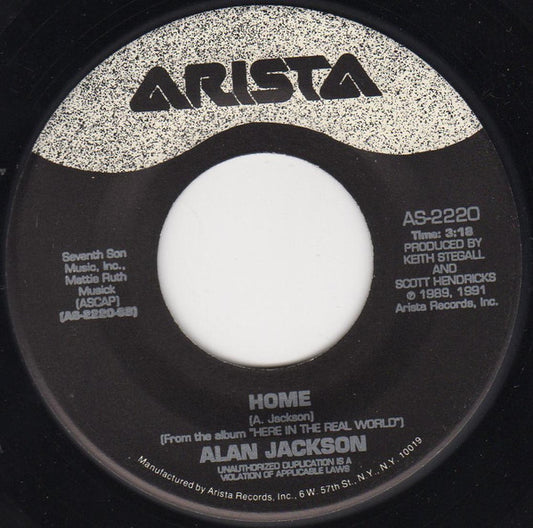 ARISTA
Seventh Son
Music, Inc.,
Mattie Ruth
Musick
(ASCAP)
(AS-2220-SB)
AS-2220
Time: 3:18
PRODUCED BY
KEITH STEGALL
AND
SCOTT HENDRICKS
℗ 1989, 1991
Arista Records, Inc.
HOME
(A. Jackson)
(From the album "HERE IN THE REAL WORLD")
ALAN JACKSON
UNAUTHORIZED DUPLICATION IS A
VIOLATION OF APPLICABLE LAWS
Manufactured by Arista Records, Inc., 6 W. 57th St., N.Y., N.Y. 10019